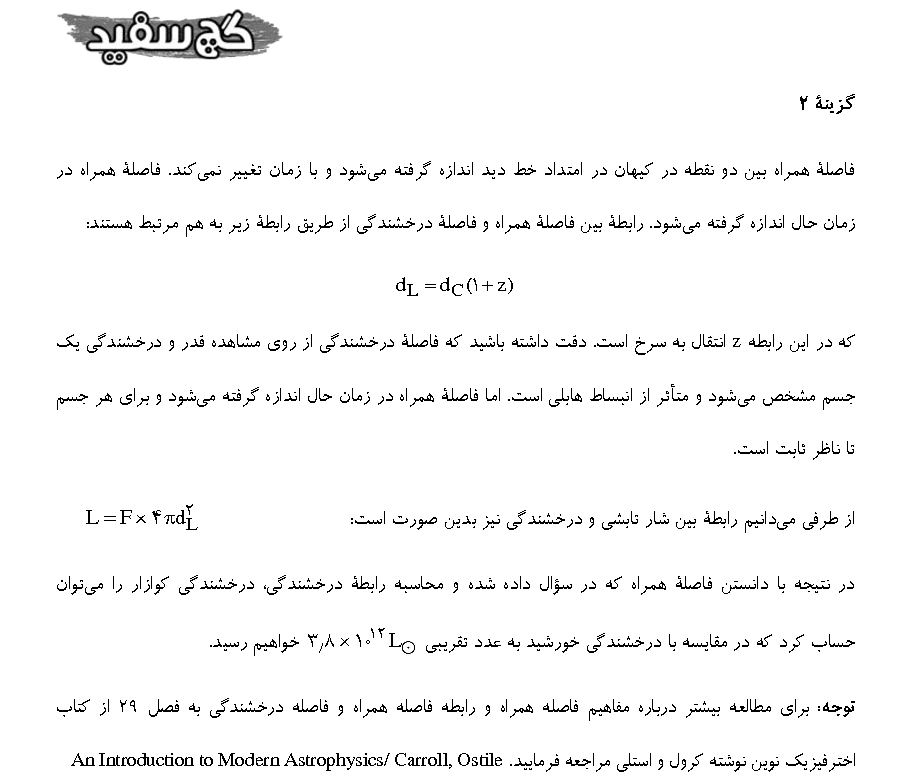 گچ سفید
گزینهٔ ۲
فاصلهٔ همراه بین دو نقطه در کیهان در امتداد خط دید اندازه گرفته می‌شود و با زمان تغییر نمی‌کند. فاصلهٔ همراه در
زمان حال اندازه گرفته می‌شود. رابطهٔ بین فاصلهٔ همراه و فاصلهٔ درخشندگی از طریق رابطهٔ زیر به هم مرتبط هستند:
d_L = d_C(۱+z)
که در این رابطه z انتقال به سرخ است. دقت داشته باشید که فاصلهٔ درخشندگی از روی مشاهده قدر و درخشندگی یک
جسم مشخص می‌شود و متأثر از انبساط هابلی است. اما فاصلهٔ همراه در زمان حال اندازه گرفته می‌شود و برای هر جسم
تا ناظر ثابت است.
از طرفی می‌دانیم رابطهٔ بین شار تابشی و درخشندگی نیز بدین صورت است: L = F × ۴πd_L^۲
در نتیجه با دانستن فاصلهٔ همراه که در سؤال داده شده و محاسبه رابطهٔ درخشندگی، درخشندگی کوازار را می‌توان
حساب کرد که در مقایسه با درخشندگی خورشید به عدد تقریبی ۳٫۸ × ۱۰^۱۲ L_⊙ خواهیم رسید.
توجه: برای مطالعه بیشتر درباره مفاهیم فاصله همراه و رابطه فاصله همراه و فاصله درخشندگی به فصل ۲۹ از کتاب
اخترفیزیک نوین نوشته کرول و استلی مراجعه فرمایید. An Introduction to Modern Astrophysics/ Carroll, Ostile